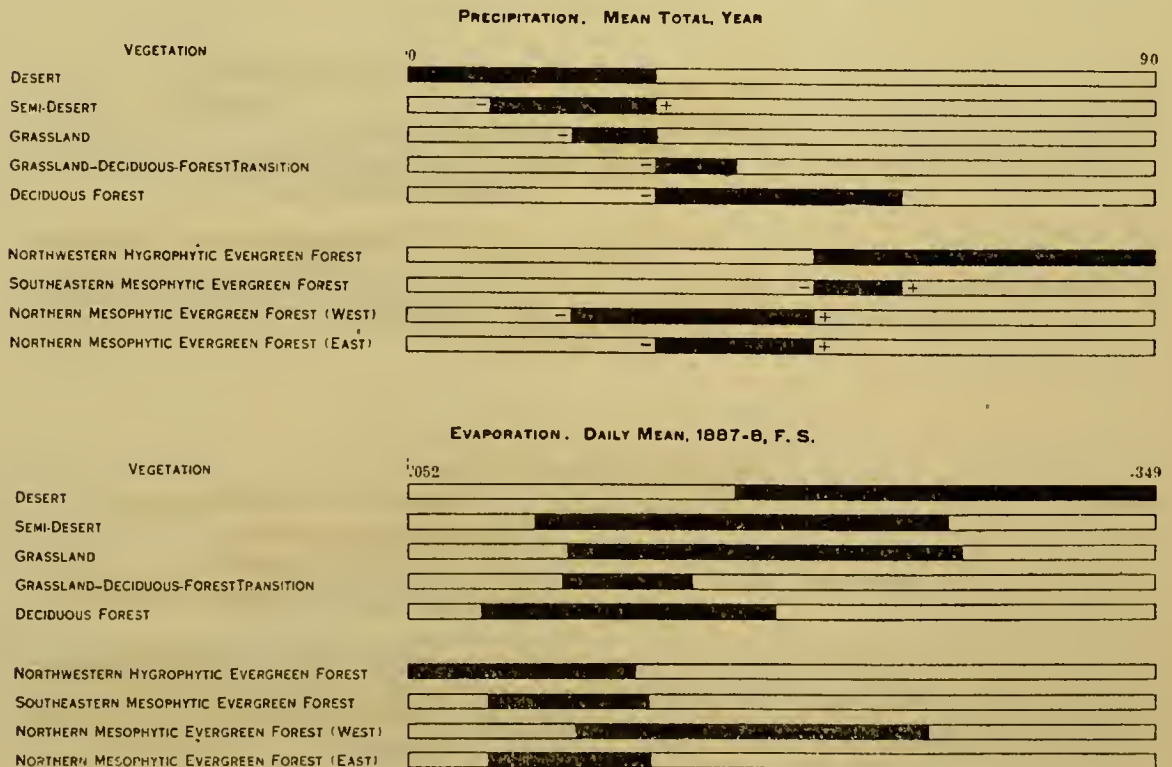 PRECIPITATION. MEAN TOTAL, YEAR
VEGETATION
0 90
DESERT
SEMI-DESERT - +
GRASSLAND -
GRASSLAND-DECIDUOUS-FOREST TRANSITION -
DECIDUOUS FOREST -
NORTHWESTERN HYGROPHYTIC EVEHGREEN FOREST
SOUTHEASTERN MESOPHYTIC EVERGREEN FOREST - +
NORTHERN MESOPHYTIC EVERGREEN FOREST (WEST) - +
NORTHERN MESOPHYTIC EVERGREEN FOREST (EAST) - +
EVAPORATION. DAILY MEAN, 1887-8, F. S.
VEGETATION
.052 .349
DESERT
SEMI-DESERT
GRASSLAND
GRASSLAND-DECIDUOUS-FOREST TRANSITION
DECIDUOUS FOREST
NORTHWESTERN HYGROPHYTIC EVERGREEN FOREST
SOUTHEASTERN MESOPHYTIC EVERGREEN FOREST
NORTHERN MESOPHYTIC EVERGREEN FOREST (WEST)
NORTHERN MESOPHYTIC EVERGREEN FOREST (EAST)